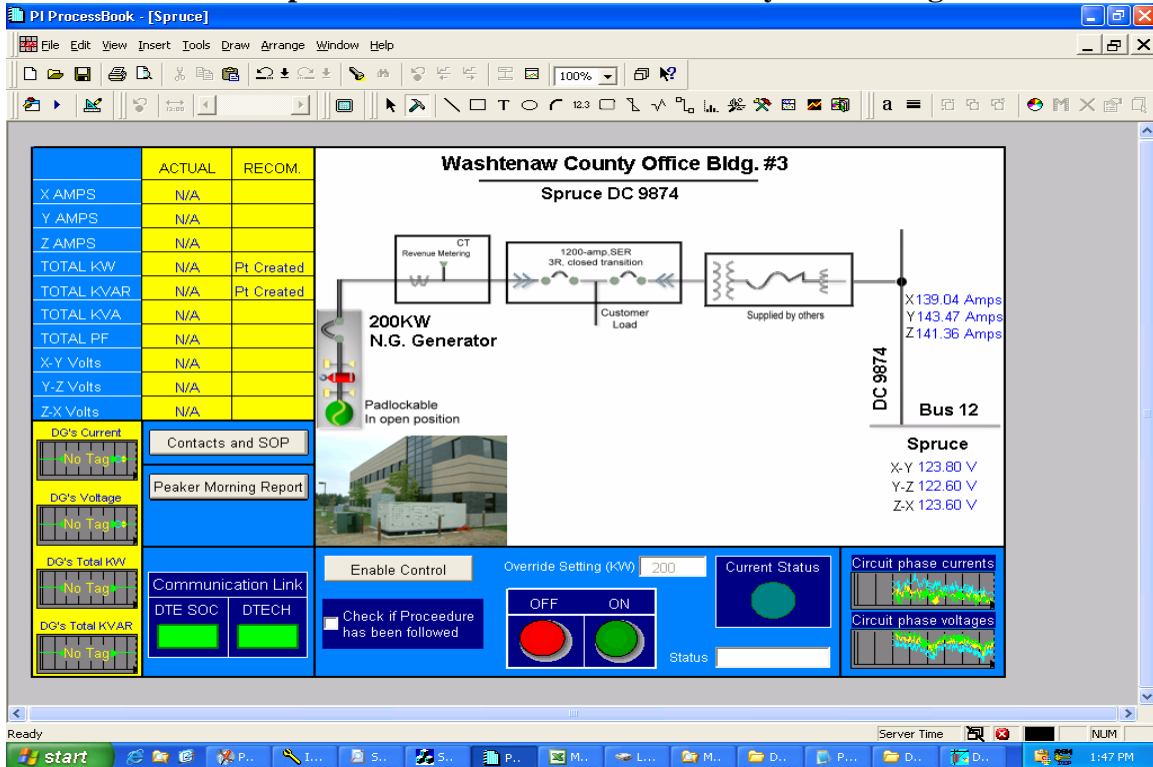 PI ProcessBook - [Spruce]
File Edit View Insert Tools Draw Arrange Window Help
100%
T 12.3 a M
ACTUAL RECOM.
X AMPS N/A
Y AMPS N/A
Z AMPS N/A
TOTAL KW N/A Pt Created
TOTAL KVAR N/A Pt Created
TOTAL KVA N/A
TOTAL PF N/A
X-Y Volts N/A
Y-Z Volts N/A
Z-X Volts N/A
Washtenaw County Office Bldg. #3
Spruce DC 9874
CT
Revenue Metering
1200-amp,SER
3R, closed transition
Customer
Load
Supplied by others
200KW
N.G. Generator
Padlockable
In open position
X 139.04 Amps
Y 143.47 Amps
Z 141.36 Amps
DC 9874
Bus 12
Spruce
X-Y 123.80 V
Y-Z 122.60 V
Z-X 123.60 V
DG's Current
No Tag
DG's Voltage
No Tag
DG's Total KW
No Tag
DG's Total KVAR
No Tag
Contacts and SOP
Peaker Morning Report
Communication Link
DTE SOC DTECH
Enable Control
Override Setting (KW) 200
Check if Proceedure
has been followed
OFF ON
Current Status
Status
Circuit phase currents
Circuit phase voltages
Ready
Server Time
NUM
start
P..
I...
S..
S..
P..
M..
L...
M..
D..
P...
D..
D..
1:47 PM